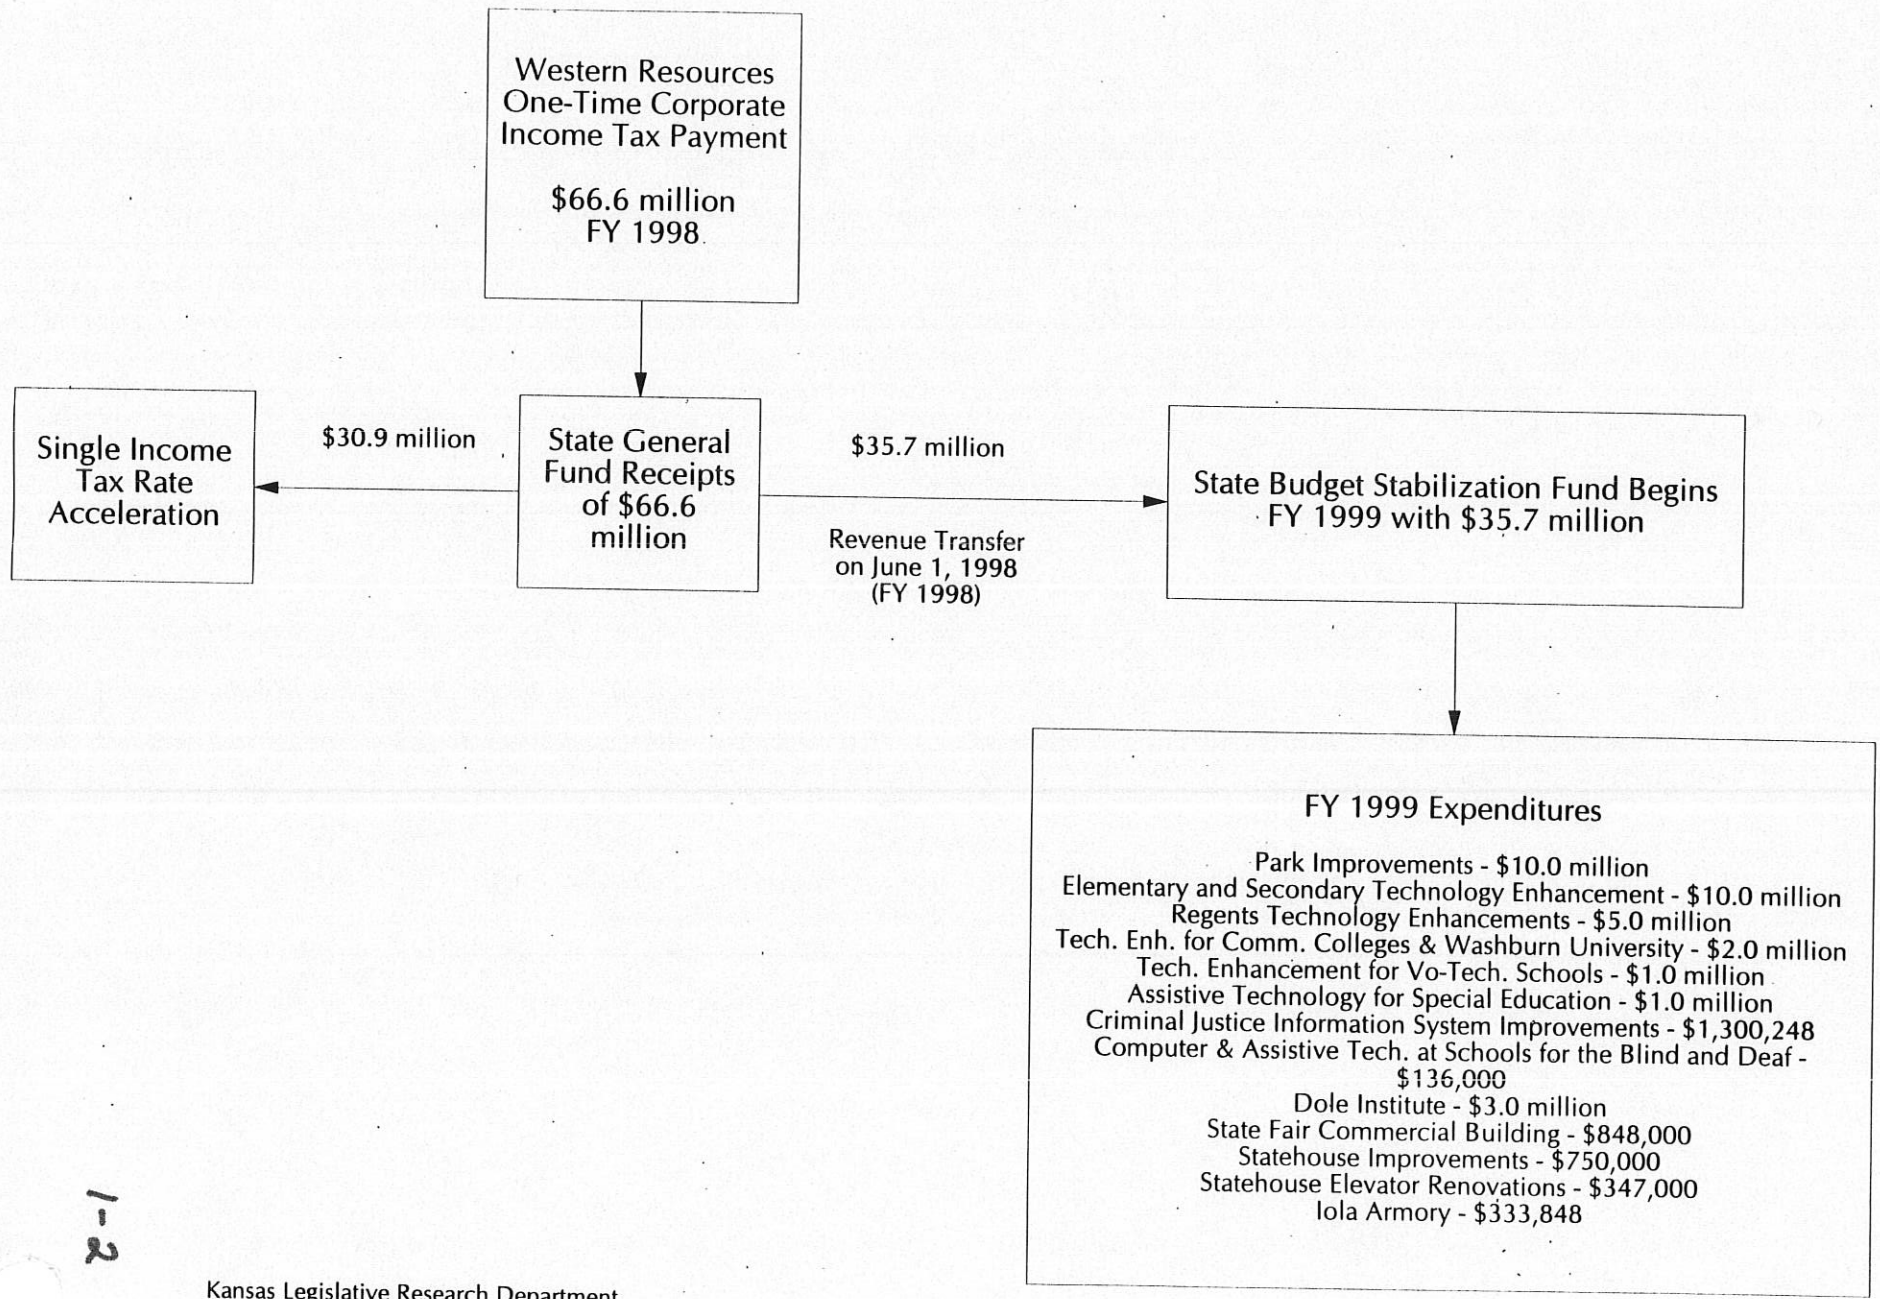 Western Resources
One-Time Corporate
Income Tax Payment
$66.6 million
FY 1998
Single Income
Tax Rate
Acceleration
$30.9 million
State General
Fund Receipts
of $66.6
million
$35.7 million
Revenue Transfer
on June 1, 1998
(FY 1998)
State Budget Stabilization Fund Begins
FY 1999 with $35.7 million
FY 1999 Expenditures
Park Improvements - $10.0 million
Elementary and Secondary Technology Enhancement - $10.0 million
Regents Technology Enhancements - $5.0 million
Tech. Enh. for Comm. Colleges & Washburn University - $2.0 million
Tech. Enhancement for Vo-Tech. Schools - $1.0 million
Assistive Technology for Special Education - $1.0 million
Criminal Justice Information System Improvements - $1,300,248
Computer & Assistive Tech. at Schools for the Blind and Deaf -
$136,000
Dole Institute - $3.0 million
State Fair Commercial Building - $848,000
Statehouse Improvements - $750,000
Statehouse Elevator Renovations - $347,000
Iola Armory - $333,848
1-2
Kansas Legislative Research Department